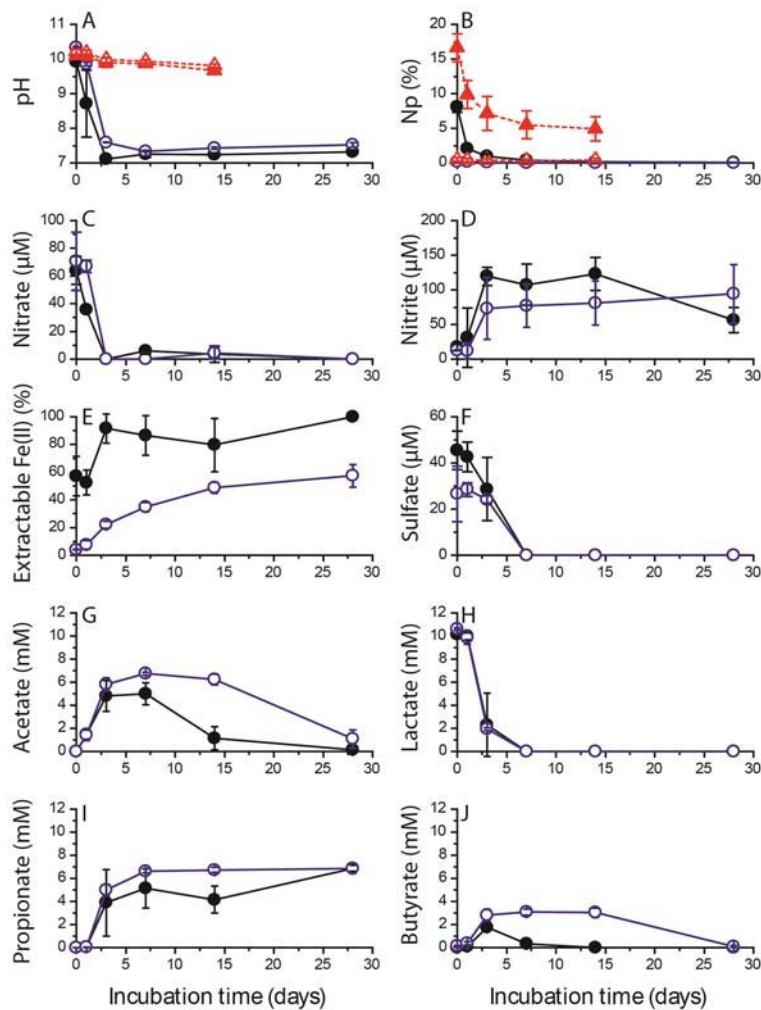 A
pH
11
10
9
8
7
0 5 10 15 20 25 30
B
Np (%)
20
15
10
5
0
0 5 10 15 20 25 30
C
Nitrate (µM)
100
80
60
40
20
0
0 5 10 15 20 25 30
D
Nitrite (µM)
200
150
100
50
0
0 5 10 15 20 25 30
E
Extractable Fe(II) (%)
100
80
60
40
20
0
0 5 10 15 20 25 30
F
Sulfate (µM)
60
40
20
0
0 5 10 15 20 25 30
G
Acetate (mM)
12
10
8
6
4
2
0
0 5 10 15 20 25 30
H
Lactate (mM)
12
10
8
6
4
2
0
0 5 10 15 20 25 30
I
Propionate (mM)
12
10
8
6
4
2
0
0 5 10 15 20 25 30
Incubation time (days)
J
Butyrate (mM)
12
10
8
6
4
2
0
0 5 10 15 20 25 30
Incubation time (days)